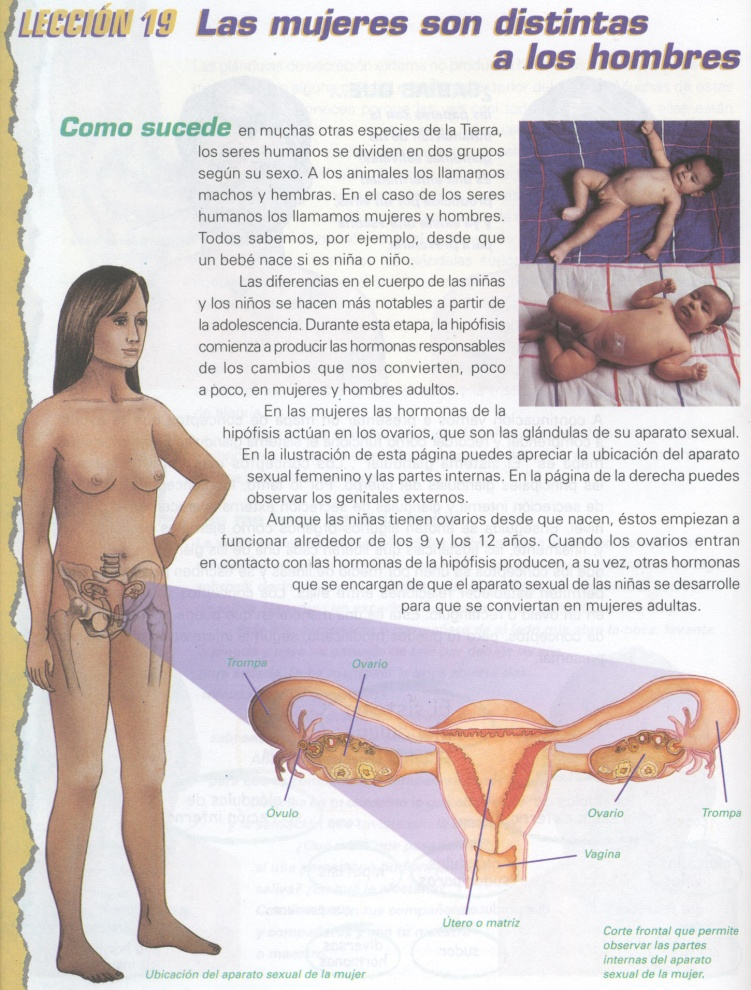 LECCIÓN 19 Las mujeres son distintas
a los hombres
Como sucede en muchas otras especies de la Tierra,
los seres humanos se dividen en dos grupos
según su sexo. A los animales los llamamos
machos y hembras. En el caso de los seres
humanos los llamamos mujeres y hombres.
Todos sabemos, por ejemplo, desde que
un bebé nace si es niña o niño.
Las diferencias en el cuerpo de las niñas
y los niños se hacen más notables a partir de
la adolescencia. Durante esta etapa, la hipófisis
comienza a producir las hormonas responsables
de los cambios que nos convierten, poco
a poco, en mujeres y hombres adultos.
En las mujeres las hormonas de la
hipófisis actúan en los ovarios, que son las glándulas de su aparato sexual.
En la ilustración de esta página puedes apreciar la ubicación del aparato
sexual femenino y las partes internas. En la página de la derecha puedes
observar los genitales externos.
Aunque las niñas tienen ovarios desde que nacen, éstos empiezan a
funcionar alrededor de los 9 y los 12 años. Cuando los ovarios entran
en contacto con las hormonas de la hipófisis producen, a su vez, otras hormonas
que se encargan de que el aparato sexual de las niñas se desarrolle
para que se conviertan en mujeres adultas.
Trompa
Ovario
Óvulo
Ovario
Trompa
Vagina
Útero o matriz
Corte frontal que permite
observar las partes
internas del aparato
sexual de la mujer.
Ubicación del aparato sexual de la mujer